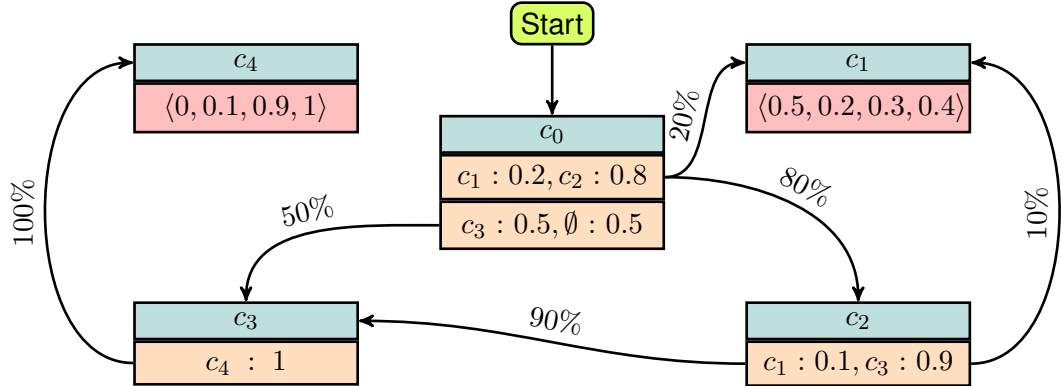 Start
c₄
⟨0, 0.1, 0.9, 1⟩
c₁
⟨0.5, 0.2, 0.3, 0.4⟩
c₀
c₁ : 0.2, c₂ : 0.8
c₃ : 0.5, ∅ : 0.5
20%
80%
50%
100%
10%
90%
c₃
c₄ : 1
c₂
c₁ : 0.1, c₃ : 0.9